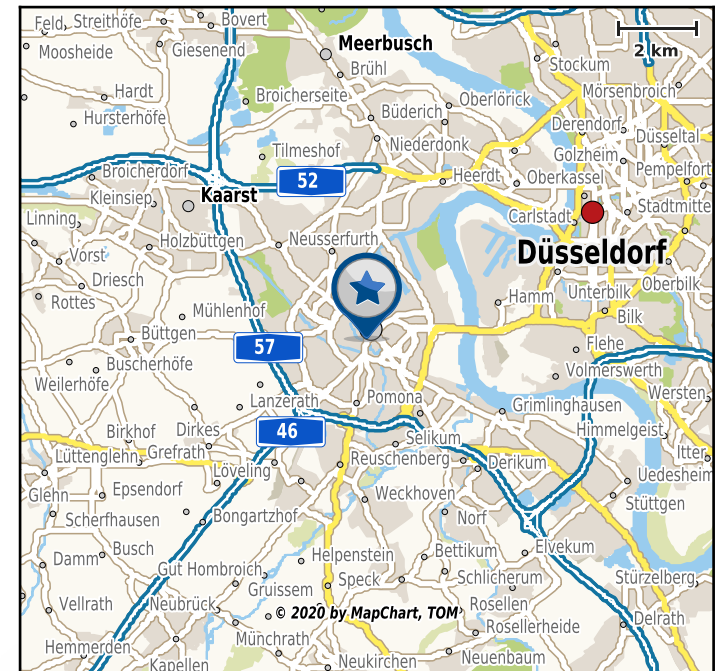 Feld
Streithöfe
Bovert
Moosheide
Giesenend
Meerbusch
2 km
Brühl
Stockum
Hardt
Broicherseite
Oberlörick
Mörsenbroich
Hursterhöfe
Büderich
Derendorf
Düsseltal
Tilmeshof
Niederdonk
Golzheim
Broicherdorf
52
Heerdt
Oberkassel
Pempelfort
Kleinsiep
Kaarst
Carlstadt
Stadtmitte
Linning
Holzbüttgen
Neusserfurth
Düsseldorf
Vorst
Driesch
Rottes
Hamm
Unterbilk
Oberbilk
Mühlenhof
Bilk
Büttgen
57
Flehe
Buscherhöfe
Volmerswerth
Weilerhöfe
Lanzerath
Pomona
Grimlinghausen
Wersten
Birkhof
Dirkes
46
Selikum
Himmelgeist
Lüttenglehn
Grefrath
Reuschenberg
Derikum
Itter
Löveling
Uedesheim
Glehn
Epsendorf
Weckhoven
Stüttgen
Scherfhausen
Bongartzhof
Norf
Damm
Busch
Helpenstein
Bettikum
Elvekum
Gut Hombroich
Speck
Schlicherum
Stürzelberg
Gruissem
Vellrath
Neubrück
© 2020 by MapChart, TOM
Rosellen
Delrath
Rosellerheide
Hemmerden
Münchrath
Kapellen
Neukirchen
Neuenbaum